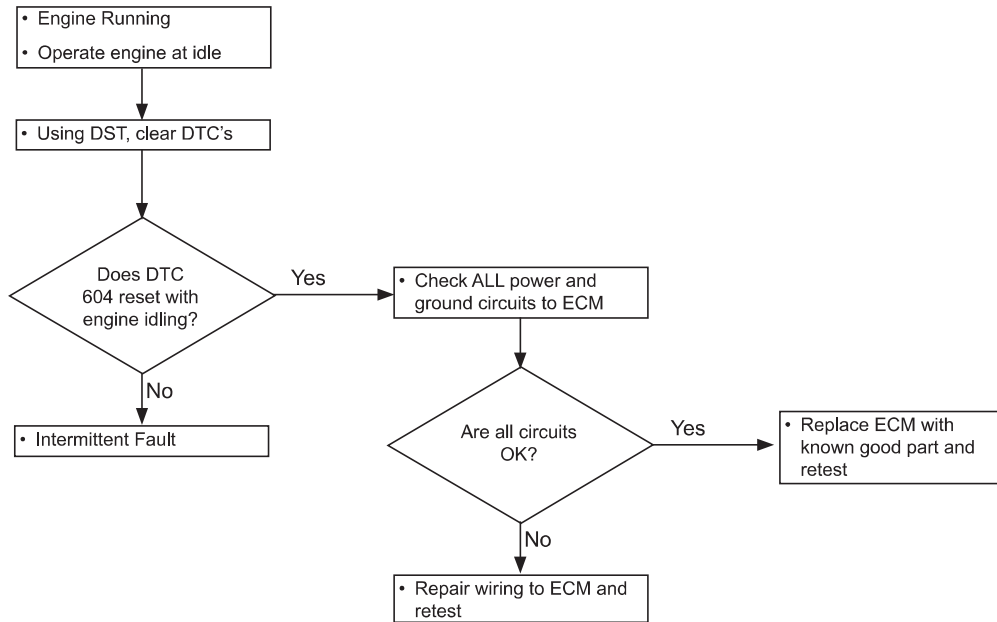 • Engine Running
• Operate engine at idle
• Using DST, clear DTC's
Does DTC
604 reset with
engine idling?
Yes
No
• Intermittent Fault
• Check ALL power and
ground circuits to ECM
Are all circuits
OK?
Yes
No
• Replace ECM with
known good part and
retest
• Repair wiring to ECM and
retest